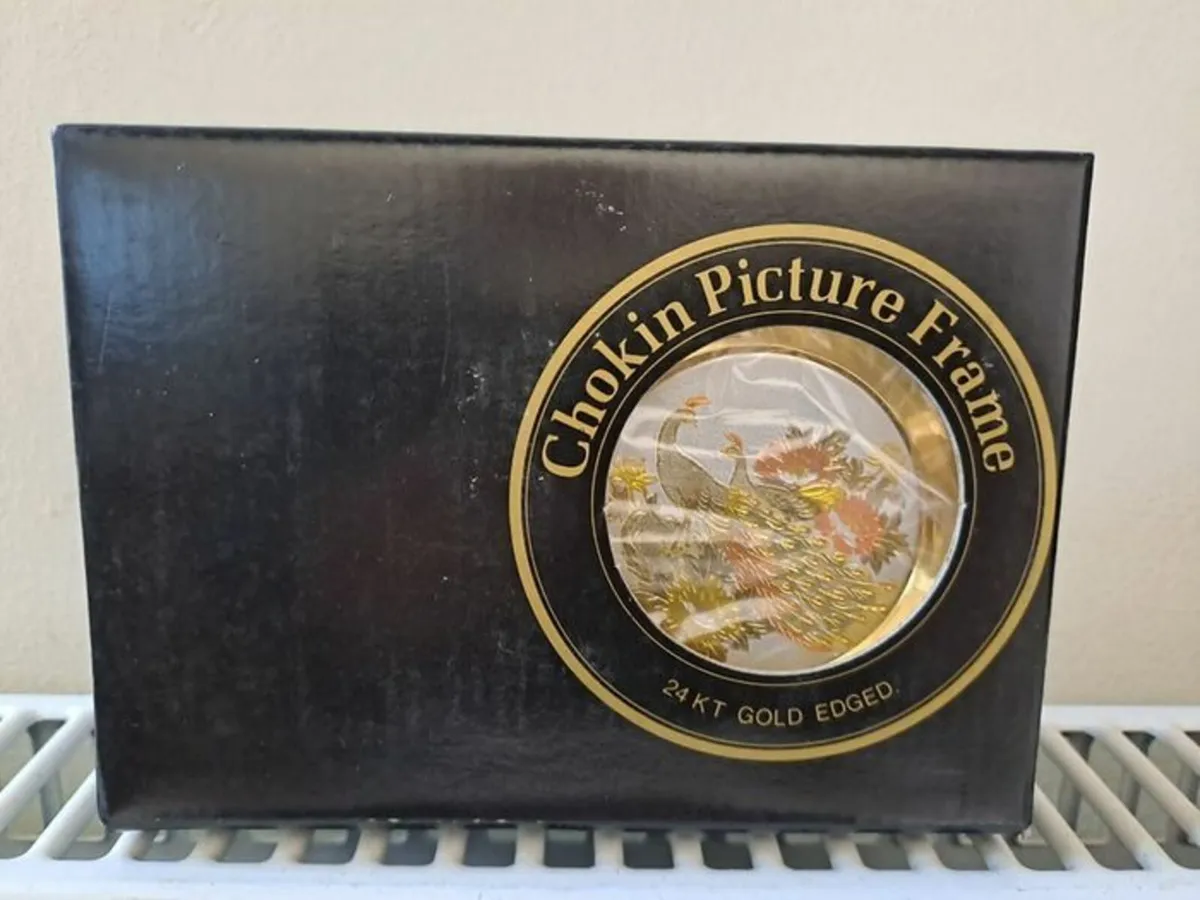 Chokin Picture Frame
24 KT GOLD EDGED.